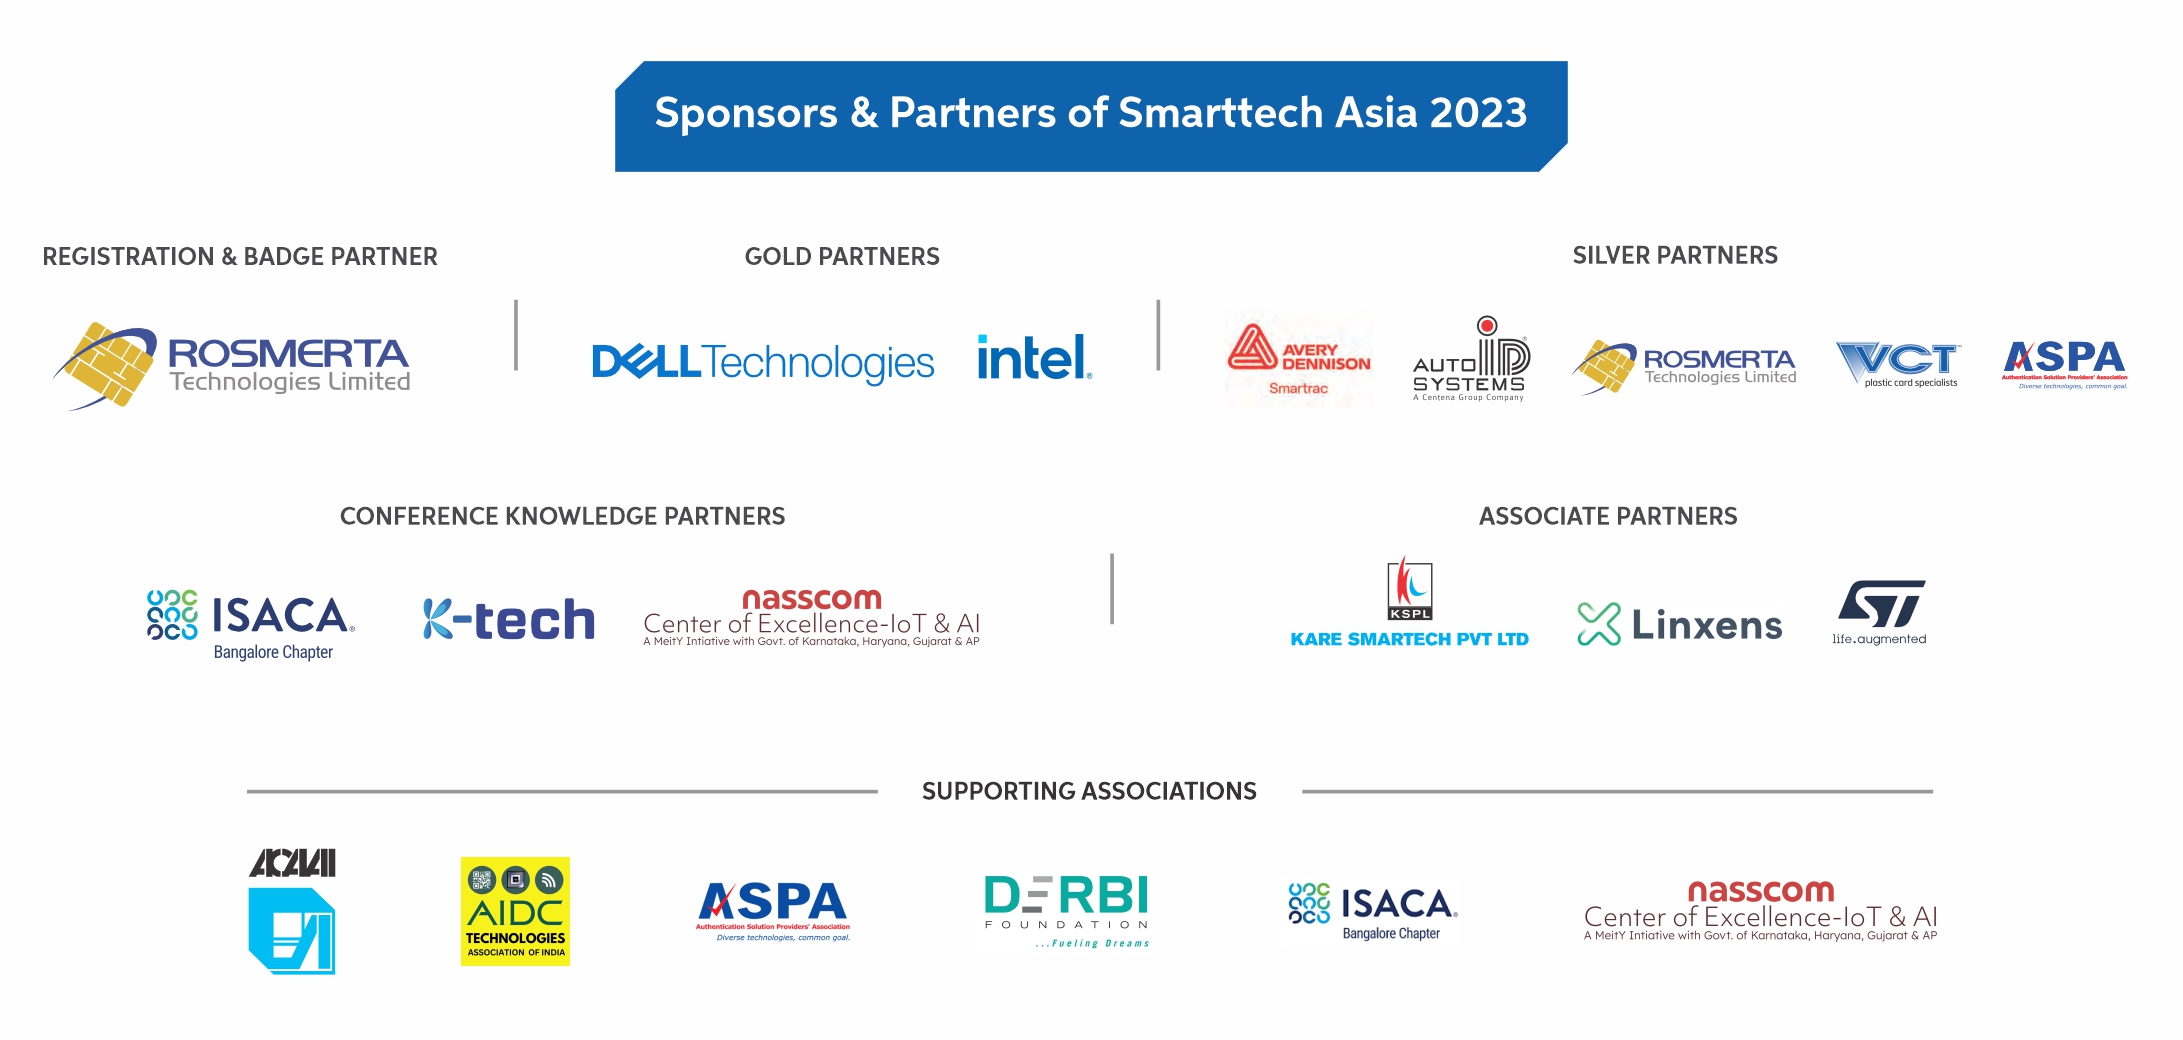 Sponsors & Partners of Smarttech Asia 2023
REGISTRATION & BADGE PARTNER
ROSMERTA
Technologies Limited
GOLD PARTNERS
DELL Technologies
intel.
SILVER PARTNERS
AVERY
DENNISON
Smartrac
AUTO ID
SYSTEMS
A Centena Group Company
ROSMERTA
Technologies Limited
VCT
plastic card specialists
ASPA
Authentication Solution Providers' Association
Diverse technologies, common goal.
CONFERENCE KNOWLEDGE PARTNERS
ISACA®
Bangalore Chapter
K-tech
nasscom
Center of Excellence-IoT & AI
A MeitY Intiative with Govt. of Karnataka, Haryana, Gujarat & AP
ASSOCIATE PARTNERS
KSPL
KARE SMARTECH PVT LTD
Linxens
ST
life.augmented
SUPPORTING ASSOCIATIONS
AIDC
TECHNOLOGIES
ASSOCIATION OF INDIA
ASPA
Authentication Solution Providers' Association
Diverse technologies, common goal.
DERBI
FOUNDATION
...Fueling Dreams
ISACA®
Bangalore Chapter
nasscom
Center of Excellence-IoT & AI
A MeitY Intiative with Govt. of Karnataka, Haryana, Gujarat & AP